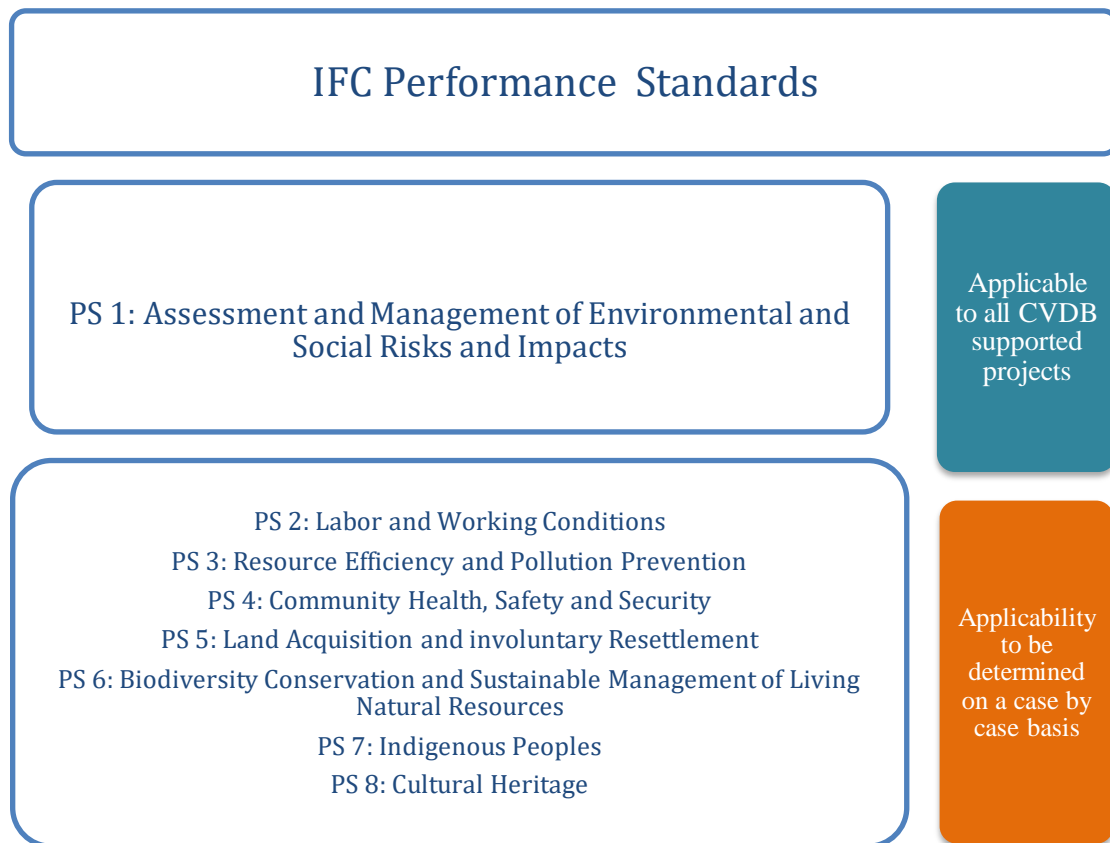 IFC Performance Standards
PS 1: Assessment and Management of Environmental and
Social Risks and Impacts
Applicable
to all CVDB
supported
projects
PS 2: Labor and Working Conditions
PS 3: Resource Efficiency and Pollution Prevention
PS 4: Community Health, Safety and Security
PS 5: Land Acquisition and involuntary Resettlement
PS 6: Biodiversity Conservation and Sustainable Management of Living
Natural Resources
PS 7: Indigenous Peoples
PS 8: Cultural Heritage
Applicability
to be
determined
on a case by
case basis